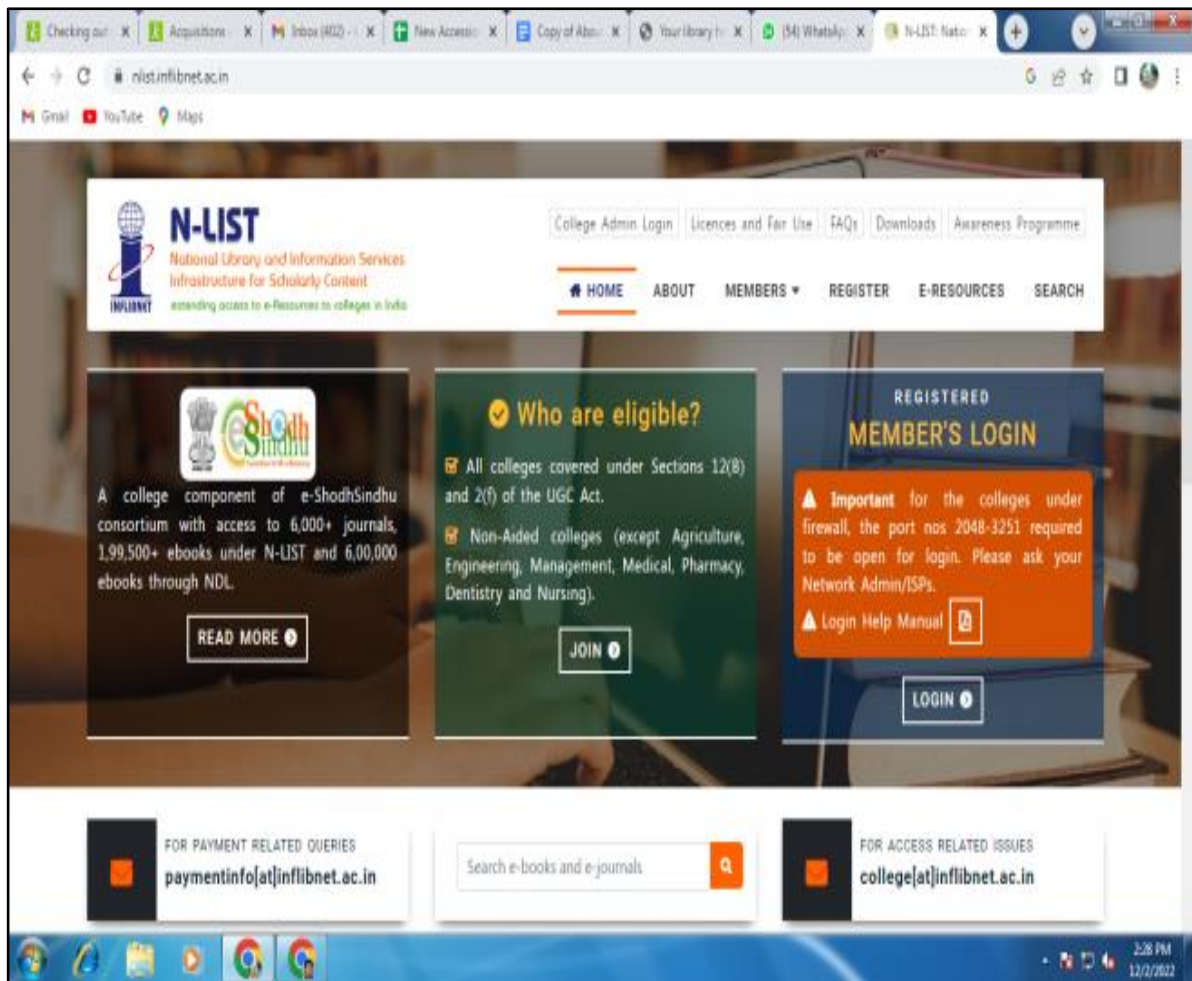 Checking out
Acquisitions
Inbox (402) -
New Accessio
Copy of Abou
Your library h
(54) WhatsAp
N-LIST: Nation
nlist.inflibnet.ac.in
Gmail YouTube Maps
INFLIBNET
N-LIST
National Library and Information Services
Infrastructure for Scholarly Content
extending access to e-Resources to colleges in India
College Admin Login Licences and Fair Use FAQs Downloads Awareness Programme
HOME ABOUT MEMBERS REGISTER E-RESOURCES SEARCH
eShodh
Sindhu
A college component of e-ShodhSindhu
consortium with access to 6,000+ journals,
1,99,500+ ebooks under N-LIST and 6,00,000
ebooks through NDL.
READ MORE
Who are eligible?
All colleges covered under Sections 12(B)
and 2(f) of the UGC Act.
Non-Aided colleges (except Agriculture,
Engineering, Management, Medical, Pharmacy,
Dentistry and Nursing).
JOIN
REGISTERED
MEMBER'S LOGIN
Important for the colleges under
firewall, the port nos 2048-3251 required
to be open for login. Please ask your
Network Admin/ISPs.
Login Help Manual
LOGIN
FOR PAYMENT RELATED QUERIES
paymentinfo[at]inflibnet.ac.in
Search e-books and e-journals
FOR ACCESS RELATED ISSUES
college[at]inflibnet.ac.in
2:28 PM
12/2/2022